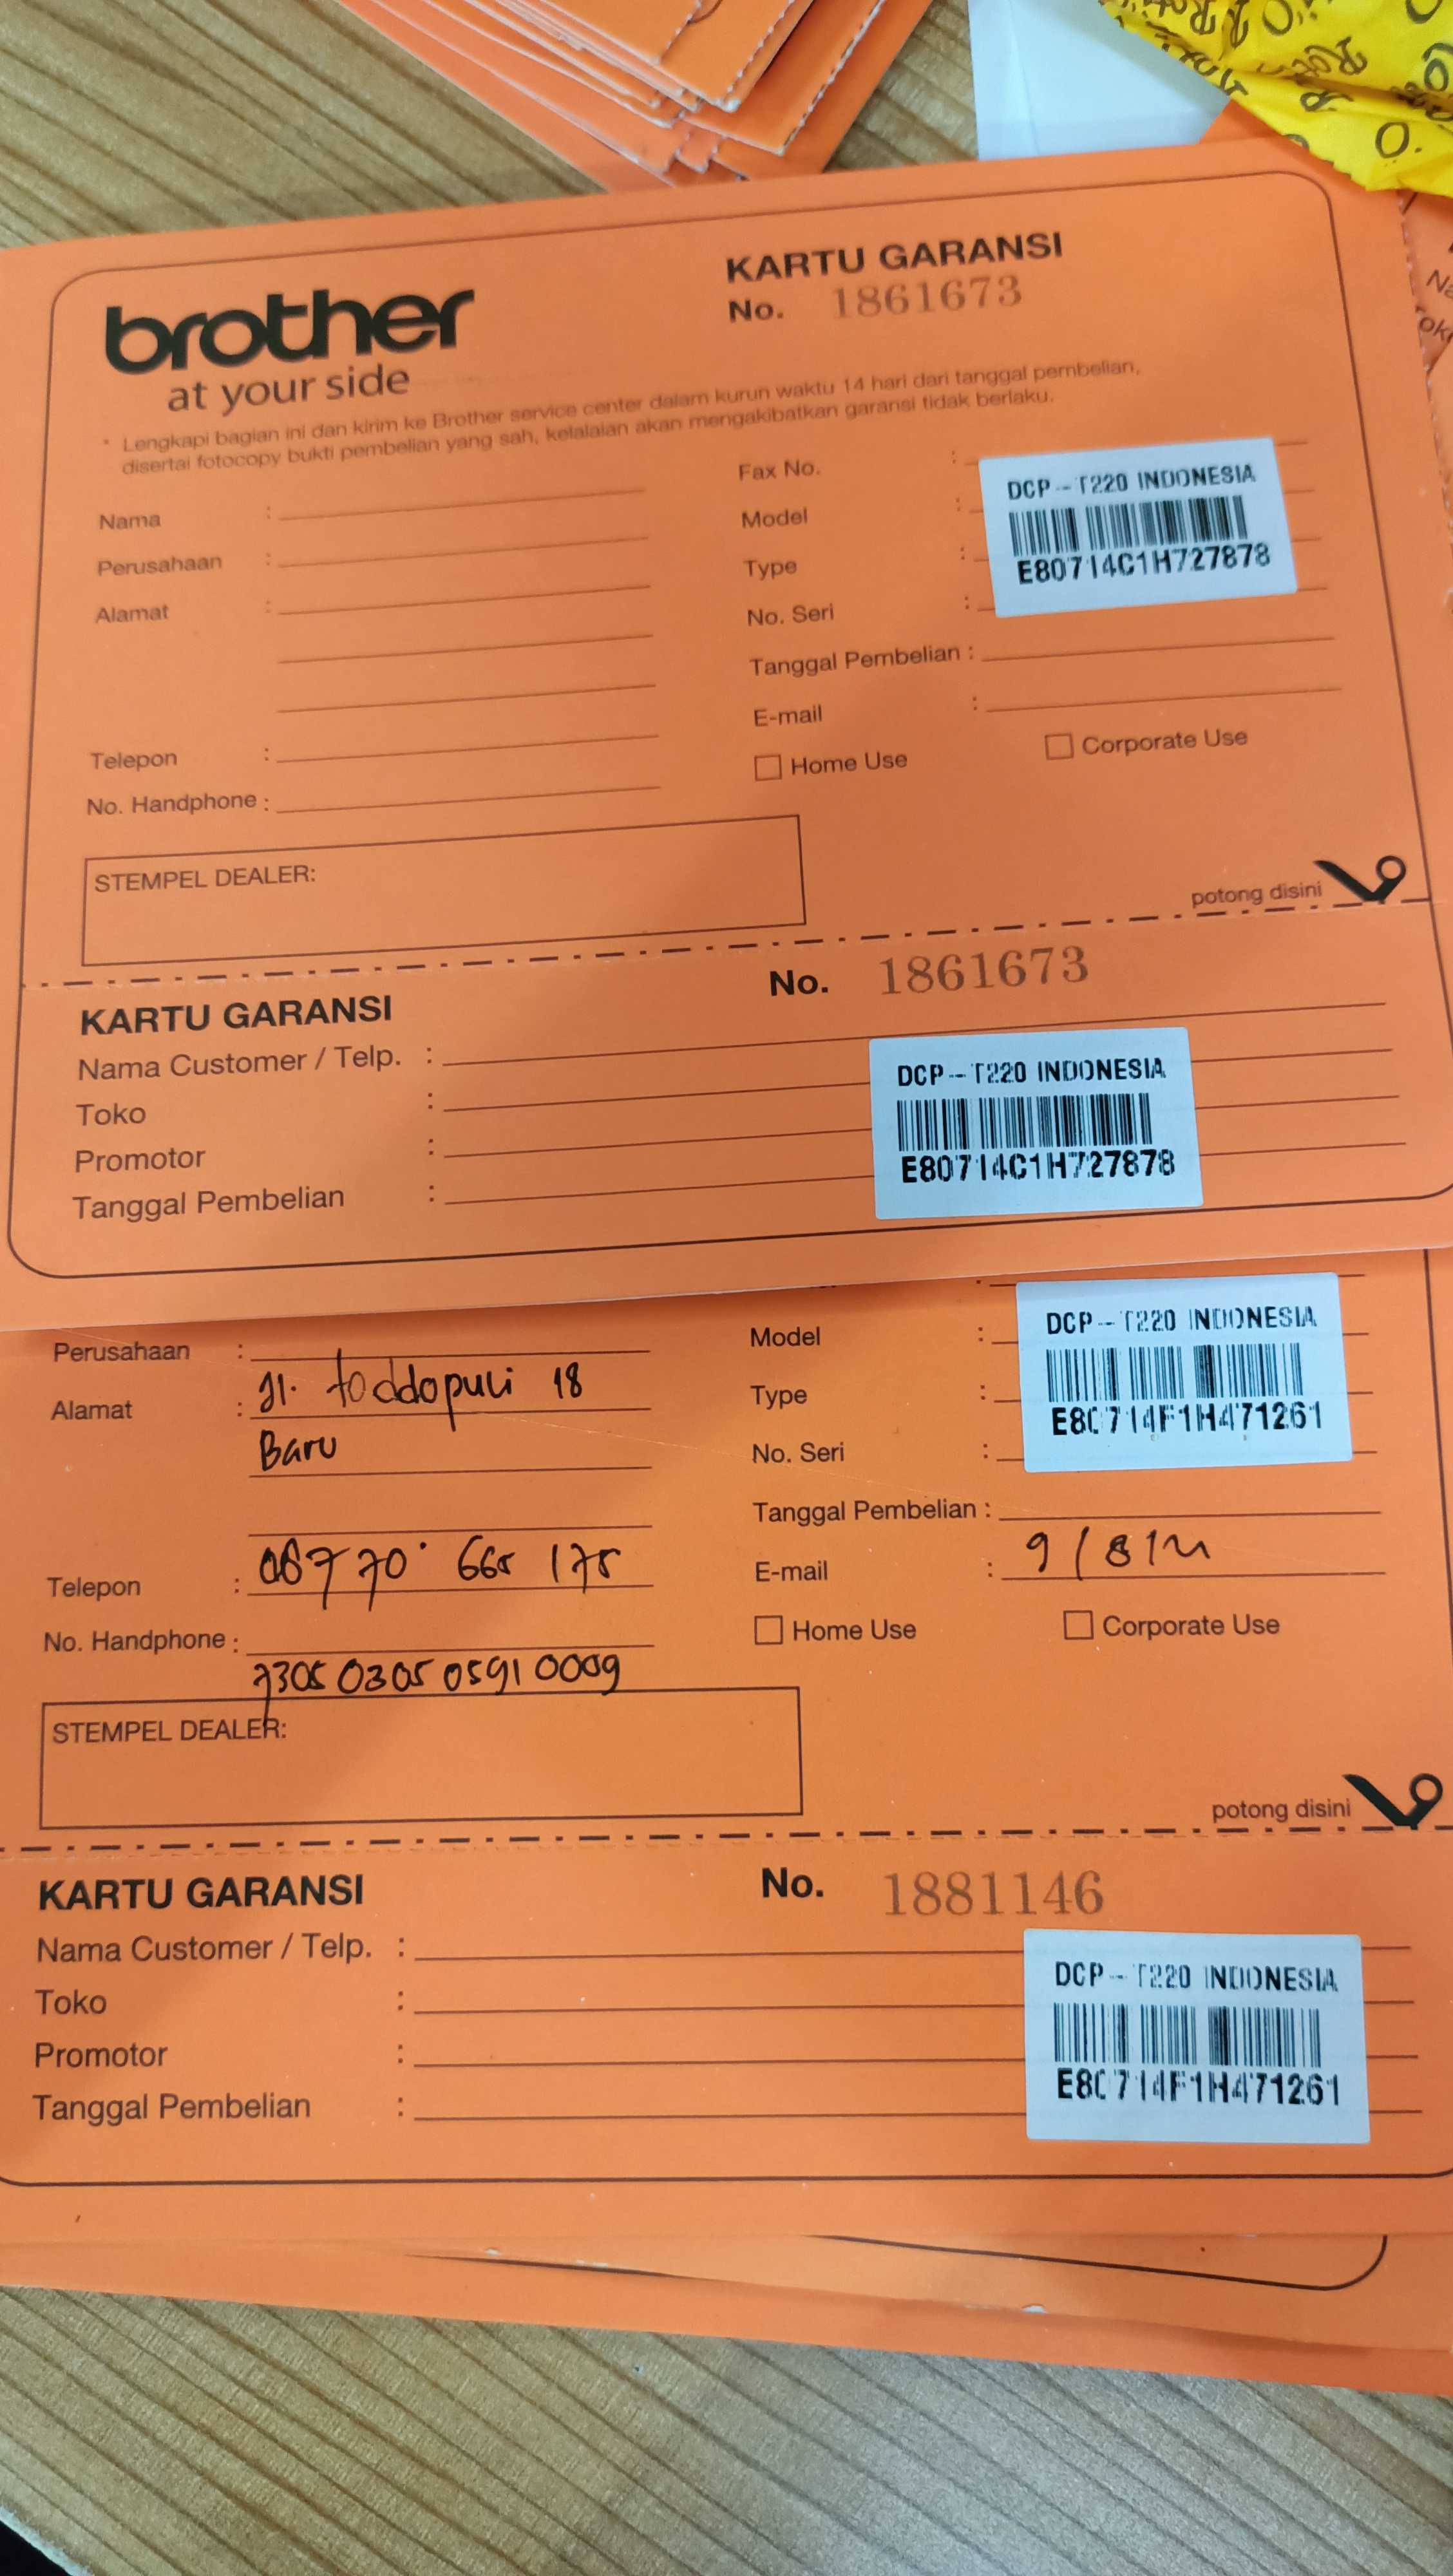 KARTU GARANSI
No. 1861673
brother
at your side
* Lengkapi bagian ini dan kirim ke Brother service center dalam kurun waktu 14 hari dari tanggal pembelian,
disertai fotocopy bukti pembelian yang sah, kelalaian akan mengakibatkan garansi tidak berlaku.
Nama :
Perusahaan :
Alamat :
Telepon :
No. Handphone :
Fax No. :
Model :
Type :
No. Seri :
DCP-T220 INDONESIA
E80714C1H727878
Tanggal Pembelian :
E-mail :
Home Use
Corporate Use
STEMPEL DEALER:
potong disini
KARTU GARANSI
No. 1861673
Nama Customer / Telp. :
Toko :
Promotor :
Tanggal Pembelian :
DCP-T220 INDONESIA
E80714C1H727878
Perusahaan :
Alamat : Jl. toddopuli 18
Baru
Telepon : 08770 665 175
No. Handphone :
7305 0305 0591 0009
Model :
Type :
No. Seri :
DCP-T220 INDONESIA
E80714F1H471261
Tanggal Pembelian :
E-mail :
Home Use
Corporate Use
STEMPEL DEALER:
potong disini
KARTU GARANSI
No. 1881146
Nama Customer / Telp. :
Toko :
Promotor :
Tanggal Pembelian :
DCP-T220 INDONESIA
E80714F1H471261